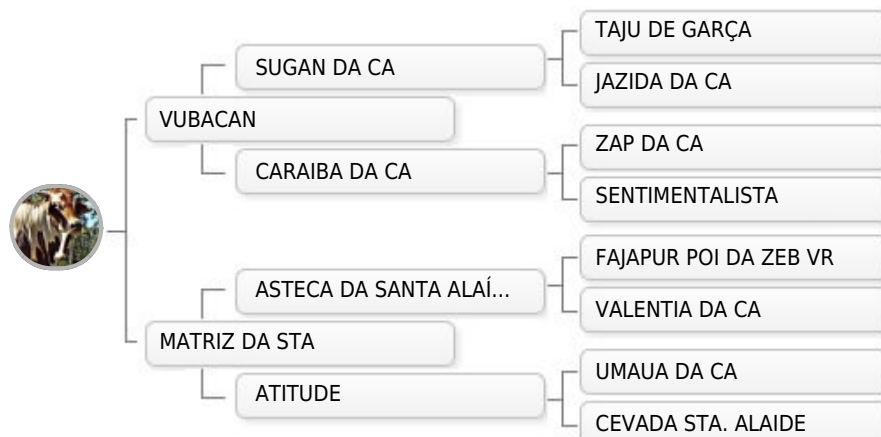 TAJU DE GARÇA
SUGAN DA CA
JAZIDA DA CA
VUBACAN
ZAP DA CA
CARAIBA DA CA
SENTIMENTALISTA
FAJAPUR POI DA ZEB VR
ASTECA DA SANTA ALAÍ...
VALENTIA DA CA
MATRIZ DA STA
UMAUA DA CA
ATITUDE
CEVADA STA. ALAIDE